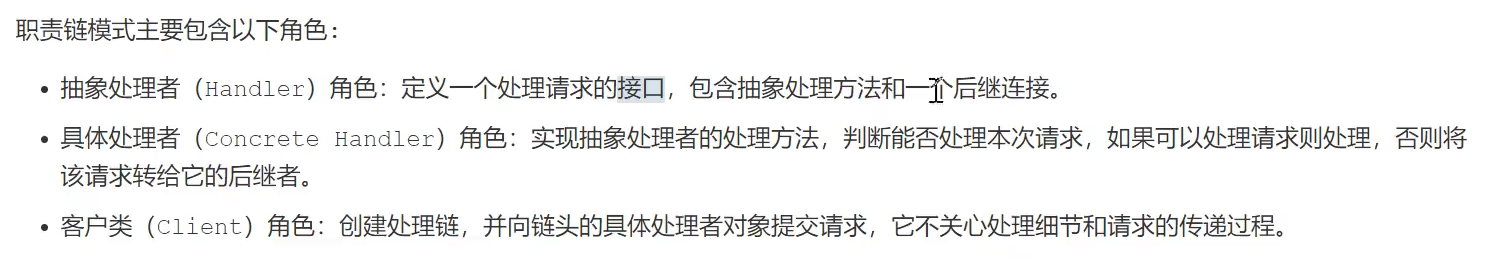 职责链模式主要包含以下角色：
• 抽象处理者（Handler）角色：定义一个处理请求的接口，包含抽象处理方法和一个后继连接。
• 具体处理者（Concrete Handler）角色：实现抽象处理者的处理方法，判断能否处理本次请求，如果可以处理请求则处理，否则将
该请求转给它的后继者。
• 客户类（Client）角色：创建处理链，并向链头的具体处理者对象提交请求，它不关心处理细节和请求的传递过程。